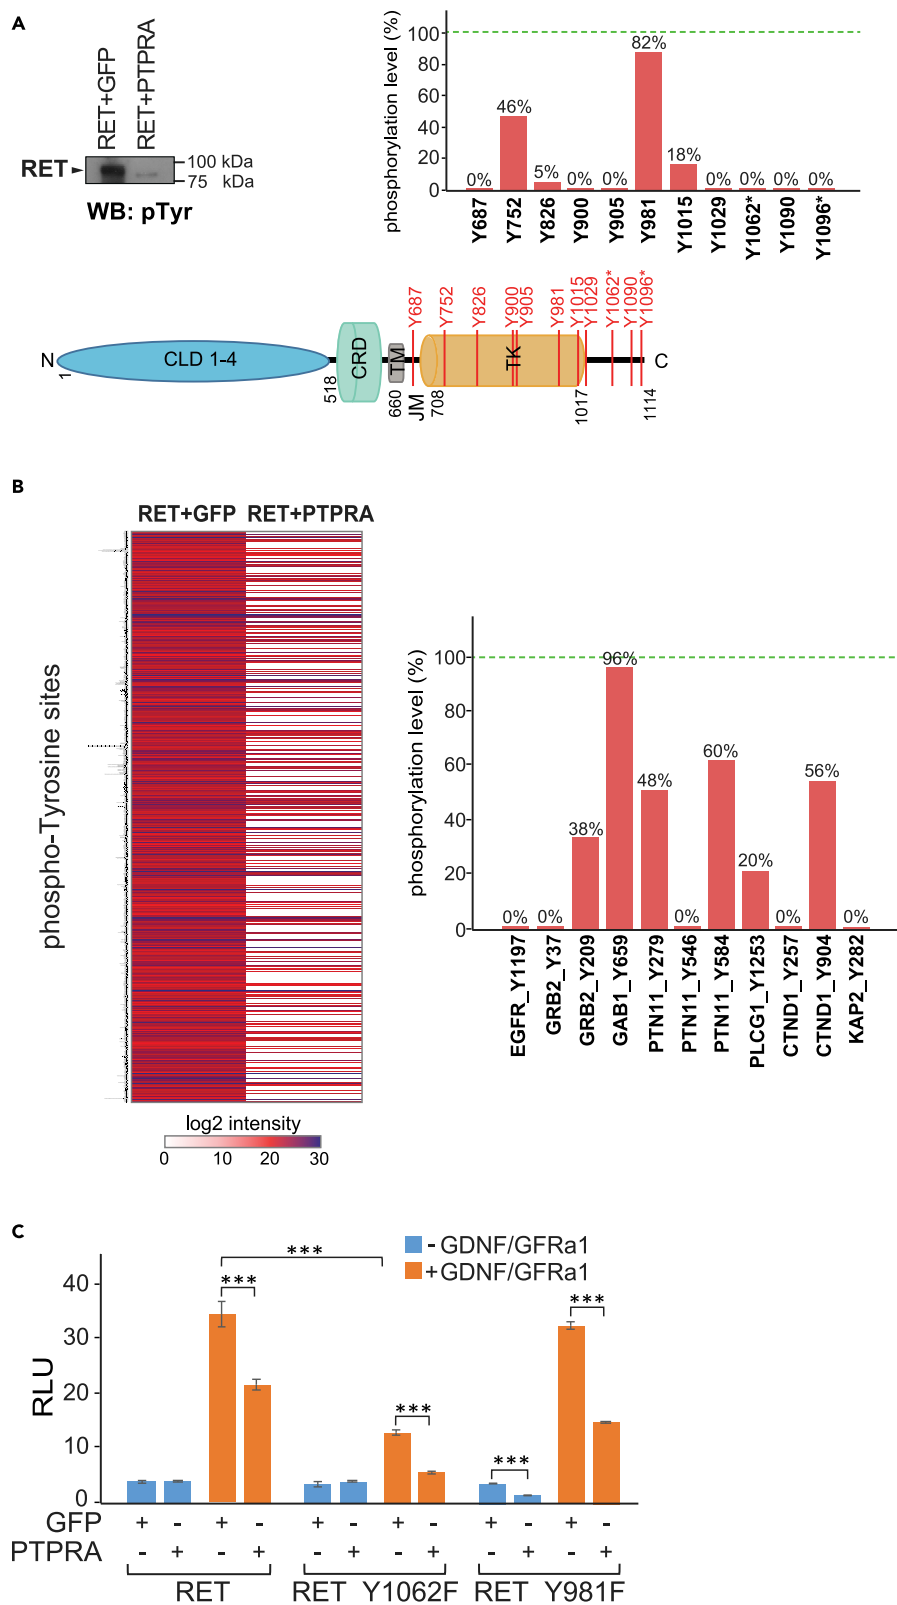 A
RET+GFP
RET+PTPRA
RET
100 kDa
75 kDa
WB: pTyr
phosphorylation level (%)
100
80
60
40
20
0
0%
46%
5%
0%
0%
82%
18%
0%
0%
0%
0%
Y687
Y752
Y826
Y900
Y905
Y981
Y1015
Y1029
Y1062*
Y1090
Y1096*
Y687
Y752
Y826
Y900
Y905
Y981
Y1015
Y1029
Y1062*
Y1090
Y1096*
N
CLD 1-4
CRD
TM
TK
C
1
518
660
JM
708
1017
1114
B
RET+GFP RET+PTPRA
phospho-Tyrosine sites
log2 intensity
0 10 20 30
phosphorylation level (%)
100
80
60
40
20
0
0%
0%
38%
96%
48%
0%
60%
20%
0%
56%
0%
EGFR_Y1197
GRB2_Y37
GRB2_Y209
GAB1_Y659
PTN11_Y279
PTN11_Y546
PTN11_Y584
PLCG1_Y1253
CTND1_Y257
CTND1_Y904
KAP2_Y282
C
- GDNF/GFRa1
+ GDNF/GFRa1
RLU
40
30
20
10
0
***
***
***
***
***
GFP + - + - + - + - + - + -
PTPRA - + - + - + - + - + - +
RET RET Y1062F RET Y981F